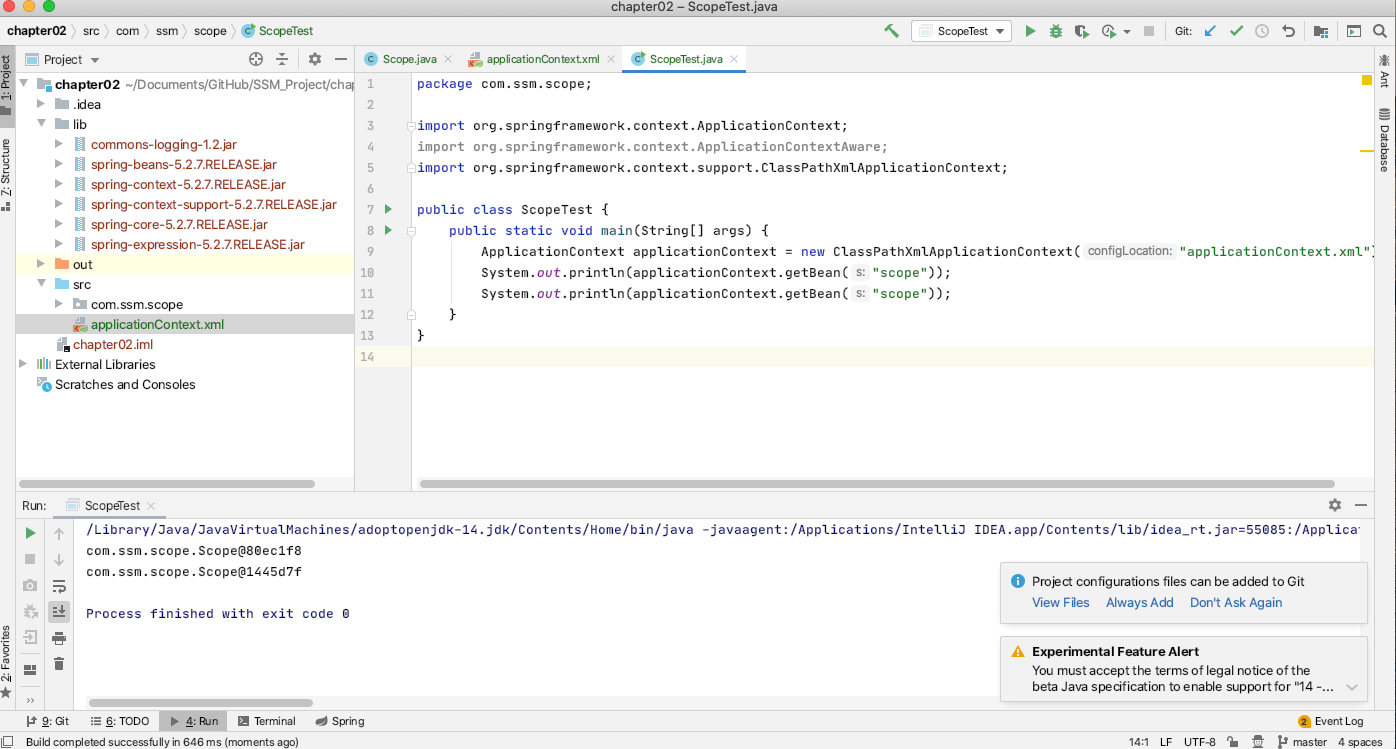 chapter02 – ScopeTest.java
chapter02 src com ssm scope ScopeTest
ScopeTest Git:
1: Project
7: Structure
2: Favorites
Project
chapter02 ~/Documents/GitHub/SSM_Project/chap
.idea
lib
commons-logging-1.2.jar
spring-beans-5.2.7.RELEASE.jar
spring-context-5.2.7.RELEASE.jar
spring-context-support-5.2.7.RELEASE.jar
spring-core-5.2.7.RELEASE.jar
spring-expression-5.2.7.RELEASE.jar
out
src
com.ssm.scope
applicationContext.xml
chapter02.iml
External Libraries
Scratches and Consoles
Scope.java applicationContext.xml ScopeTest.java
1 package com.ssm.scope;
2
3 import org.springframework.context.ApplicationContext;
4 import org.springframework.context.ApplicationContextAware;
5 import org.springframework.context.support.ClassPathXmlApplicationContext;
6
7 public class ScopeTest {
8 public static void main(String[] args) {
9 ApplicationContext applicationContext = new ClassPathXmlApplicationContext( configLocation: "applicationContext.xml")
10 System.out.println(applicationContext.getBean( s: "scope"));
11 System.out.println(applicationContext.getBean( s: "scope"));
12 }
13 }
14
Ant
Database
Run: ScopeTest
/Library/Java/JavaVirtualMachines/adoptopenjdk-14.jdk/Contents/Home/bin/java -javaagent:/Applications/IntelliJ IDEA.app/Contents/lib/idea_rt.jar=55085:/Applicat
com.ssm.scope.Scope@80ec1f8
com.ssm.scope.Scope@1445d7f
Process finished with exit code 0
Project configurations files can be added to Git
View Files Always Add Don't Ask Again
Experimental Feature Alert
You must accept the terms of legal notice of the
beta Java specification to enable support for "14 -...
9: Git 6: TODO 4: Run Terminal Spring 2 Event Log
Build completed successfully in 646 ms (moments ago) 14:1 LF UTF-8 master 4 spaces